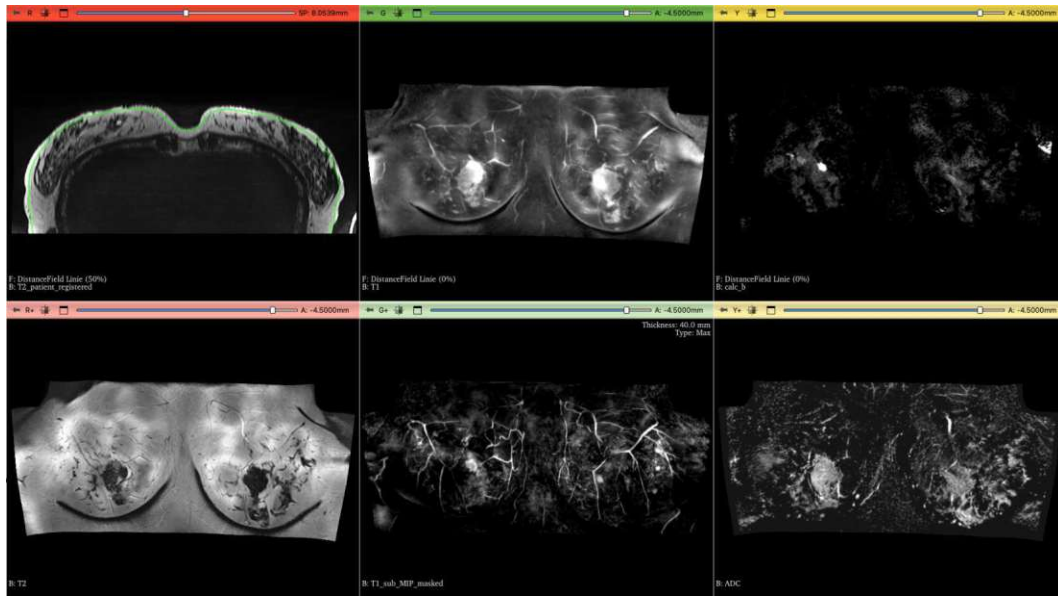 R
SP: 8.0539mm
G
A: -4.5000mm
Y
A: -4.5000mm
F: DistanceField Linie (50%)
B: T2_patient_registered
F: DistanceField Linie (0%)
B: T1
F: DistanceField Linie (0%)
B: calc_b
R+
A: -4.5000mm
G+
A: -4.5000mm
Y+
A: -4.5000mm
Thickness: 40.0 mm
Type: Max
B: T2
B: T1_sub_MIP_masked
B: ADC